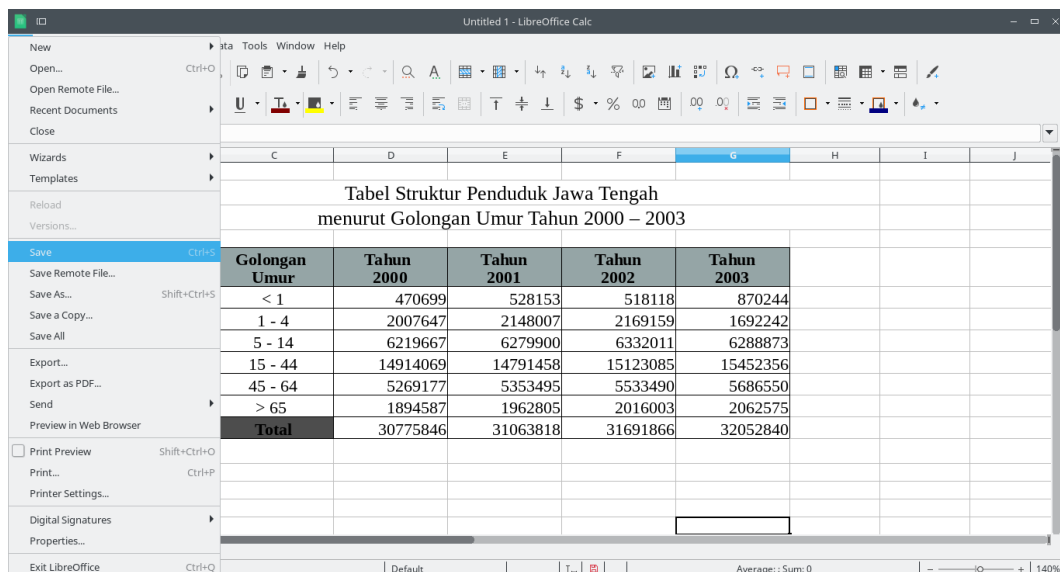 Untitled 1 - LibreOffice Calc
Tools Window Help
New
Open... Ctrl+O
Open Remote File...
Recent Documents
Close
Wizards
Templates
Reload
Versions...
Save Ctrl+S
Save Remote File...
Save As... Shift+Ctrl+S
Save a Copy...
Save All
Export...
Export as PDF...
Send
Preview in Web Browser
Print Preview Shift+Ctrl+O
Print... Ctrl+P
Printer Settings...
Digital Signatures
Properties...
Exit LibreOffice Ctrl+Q
C D E F G H I J
Tabel Struktur Penduduk Jawa Tengah
menurut Golongan Umur Tahun 2000 – 2003
Golongan Umur Tahun 2000 Tahun 2001 Tahun 2002 Tahun 2003
< 1 470699 528153 518118 870244
1 - 4 2007647 2148007 2169159 1692242
5 - 14 6219667 6279900 6332011 6288873
15 - 44 14914069 14791458 15123085 15452356
45 - 64 5269177 5353495 5533490 5686550
> 65 1894587 1962805 2016003 2062575
Total 30775846 31063818 31691866 32052840
Default Average: ; Sum: 0 140%